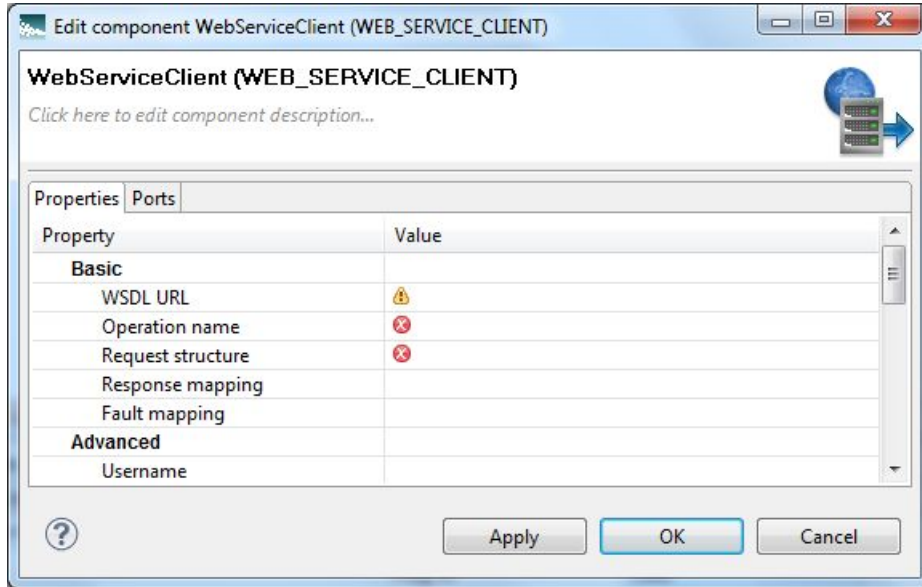 Edit component WebServiceClient (WEB_SERVICE_CLIENT)
WebServiceClient (WEB_SERVICE_CLIENT)
Click here to edit component description...
Properties Ports
Property Value
Basic
WSDL URL
Operation name
Request structure
Response mapping
Fault mapping
Advanced
Username
Apply OK Cancel